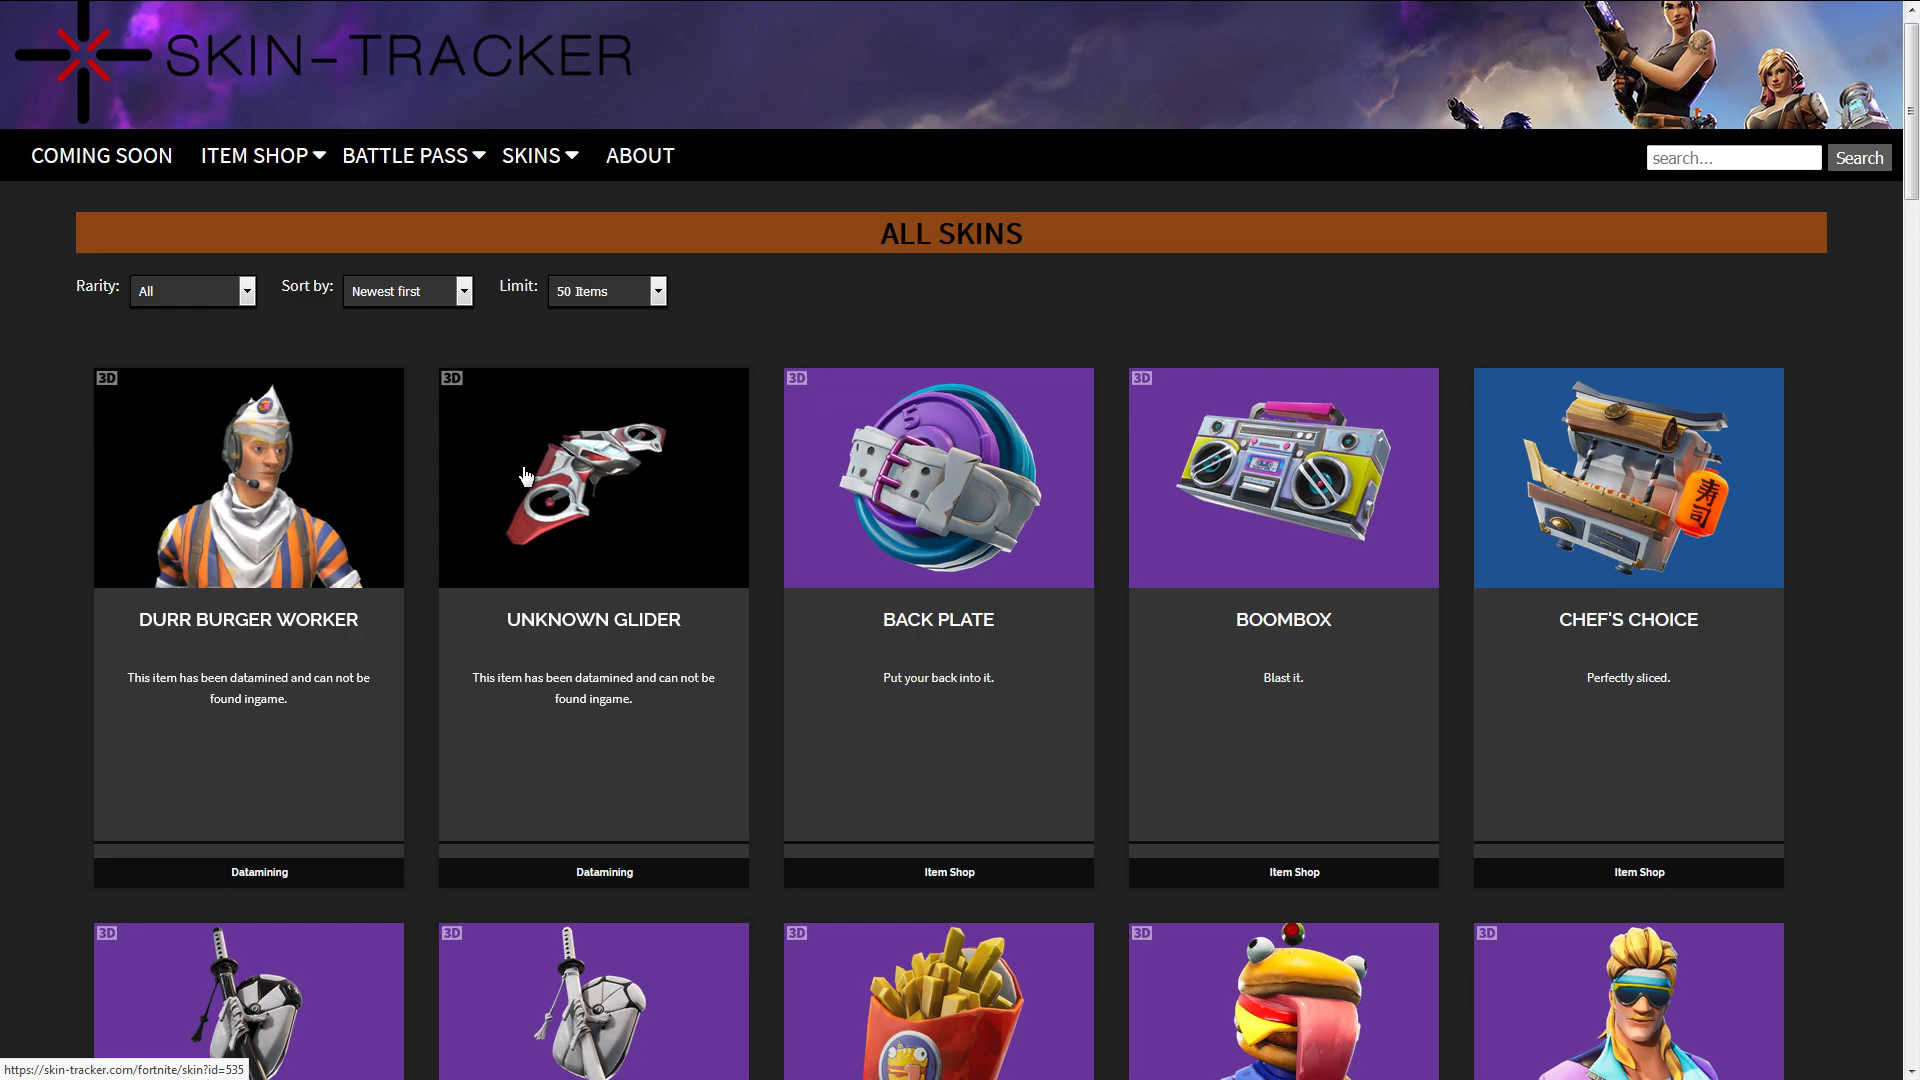 SKIN-TRACKER
COMING SOON ITEM SHOP BATTLE PASS SKINS ABOUT
search... Search
ALL SKINS
Rarity: All Sort by: Newest first Limit: 50 Items
3D 3D 3D 3D
寿司
DURR BURGER WORKER UNKNOWN GLIDER BACK PLATE BOOMBOX CHEF'S CHOICE
This item has been datamined and can not be found ingame. This item has been datamined and can not be found ingame. Put your back into it. Blast it. Perfectly sliced.
Datamining Datamining Item Shop Item Shop Item Shop
3D 3D 3D 3D 3D
https://skin-tracker.com/fortnite/skin?id=535